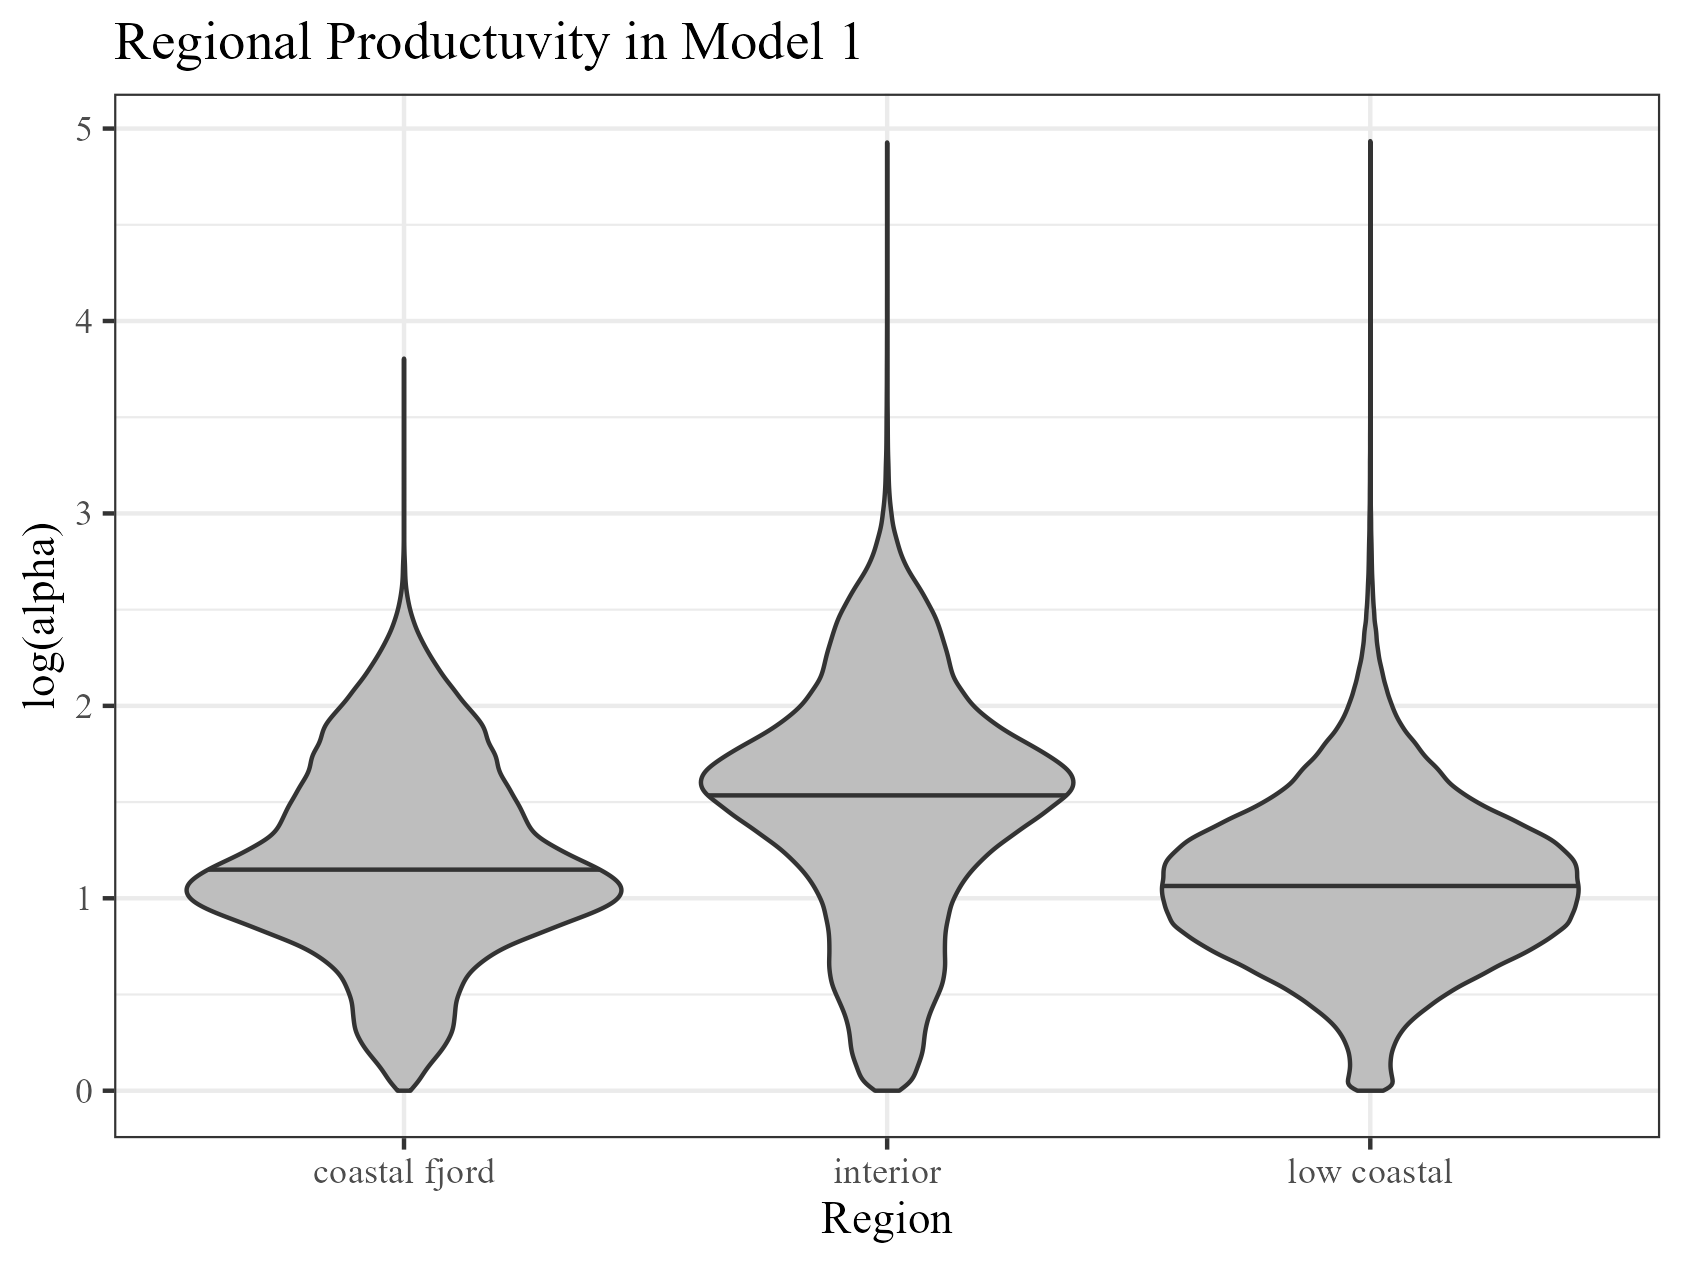 Regional Productuvity in Model 1
log(alpha)
5
4
3
2
1
0
coastal fjord
interior
low coastal
Region